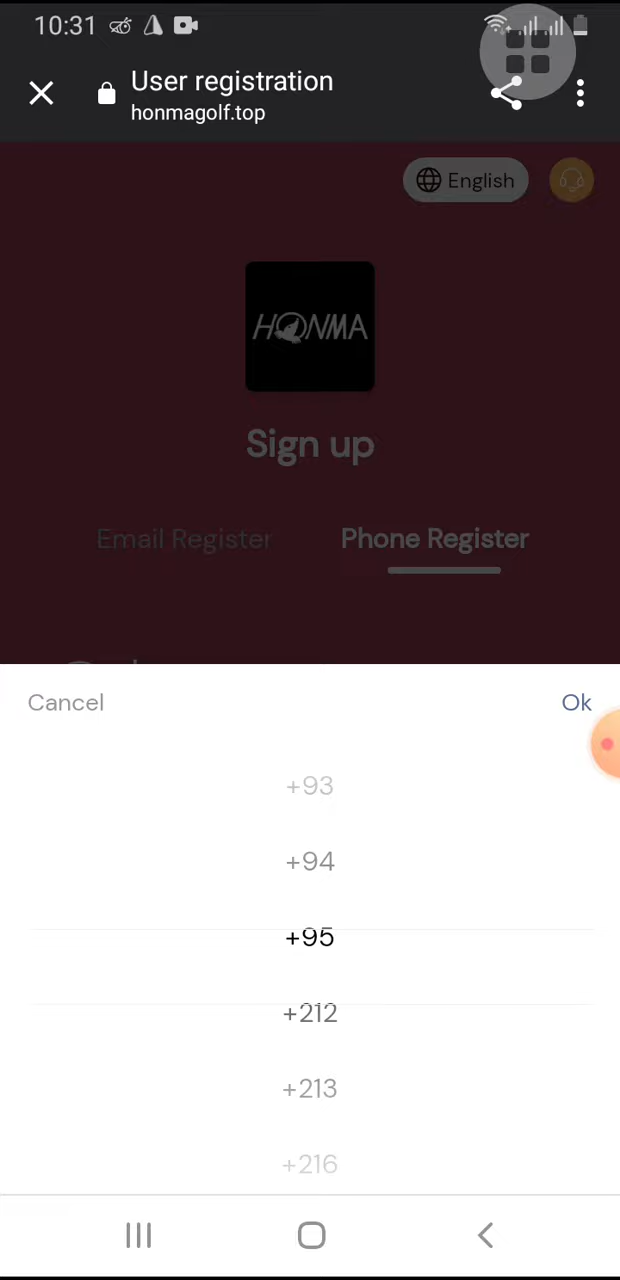 10:31
User registration
honmagolf.top
English
HONMA
Sign up
Email Register
Phone Register
Cancel
Ok
+93
+94
+95
+212
+213
+216